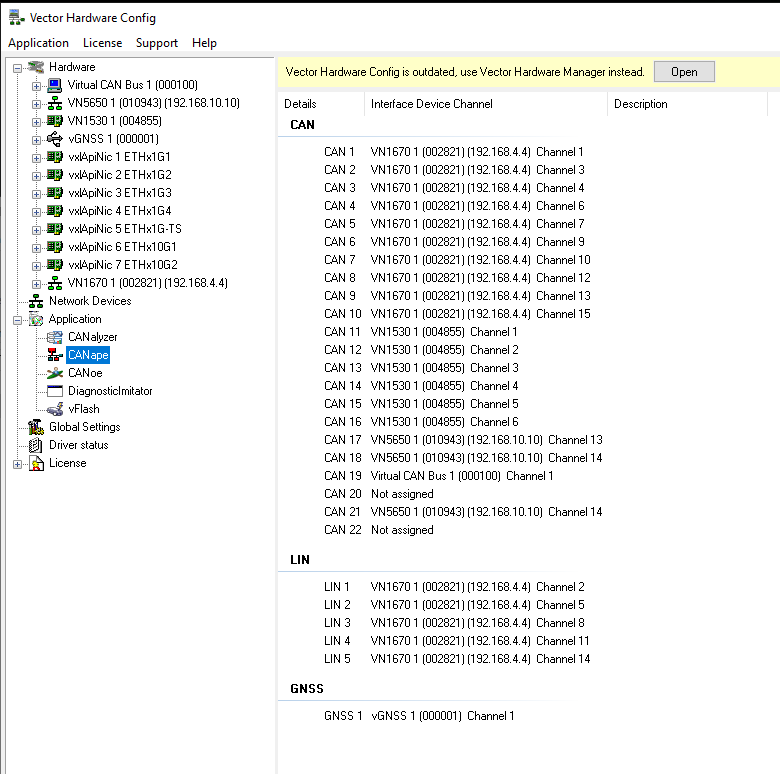 Vector Hardware Config
Application License Support Help
Hardware
Virtual CAN Bus 1 (000100)
VN5650 1 (010943) (192.168.10.10)
VN1530 1 (004855)
vGNSS 1 (000001)
vxlApiNic 1 ETHx1G1
vxlApiNic 2 ETHx1G2
vxlApiNic 3 ETHx1G3
vxlApiNic 4 ETHx1G4
vxlApiNic 5 ETHx1G-TS
vxlApiNic 6 ETHx10G1
vxlApiNic 7 ETHx10G2
VN1670 1 (002821) (192.168.4.4)
Network Devices
Application
CANalyzer
CANape
CANoe
DiagnosticImitator
vFlash
Global Settings
Driver status
License
Vector Hardware Config is outdated, use Vector Hardware Manager instead. Open
Details Interface Device Channel Description
CAN
CAN 1 VN1670 1 (002821) (192.168.4.4) Channel 1
CAN 2 VN1670 1 (002821) (192.168.4.4) Channel 3
CAN 3 VN1670 1 (002821) (192.168.4.4) Channel 4
CAN 4 VN1670 1 (002821) (192.168.4.4) Channel 6
CAN 5 VN1670 1 (002821) (192.168.4.4) Channel 7
CAN 6 VN1670 1 (002821) (192.168.4.4) Channel 9
CAN 7 VN1670 1 (002821) (192.168.4.4) Channel 10
CAN 8 VN1670 1 (002821) (192.168.4.4) Channel 12
CAN 9 VN1670 1 (002821) (192.168.4.4) Channel 13
CAN 10 VN1670 1 (002821) (192.168.4.4) Channel 15
CAN 11 VN1530 1 (004855) Channel 1
CAN 12 VN1530 1 (004855) Channel 2
CAN 13 VN1530 1 (004855) Channel 3
CAN 14 VN1530 1 (004855) Channel 4
CAN 15 VN1530 1 (004855) Channel 5
CAN 16 VN1530 1 (004855) Channel 6
CAN 17 VN5650 1 (010943) (192.168.10.10) Channel 13
CAN 18 VN5650 1 (010943) (192.168.10.10) Channel 14
CAN 19 Virtual CAN Bus 1 (000100) Channel 1
CAN 20 Not assigned
CAN 21 VN5650 1 (010943) (192.168.10.10) Channel 14
CAN 22 Not assigned
LIN
LIN 1 VN1670 1 (002821) (192.168.4.4) Channel 2
LIN 2 VN1670 1 (002821) (192.168.4.4) Channel 5
LIN 3 VN1670 1 (002821) (192.168.4.4) Channel 8
LIN 4 VN1670 1 (002821) (192.168.4.4) Channel 11
LIN 5 VN1670 1 (002821) (192.168.4.4) Channel 14
GNSS
GNSS 1 vGNSS 1 (000001) Channel 1